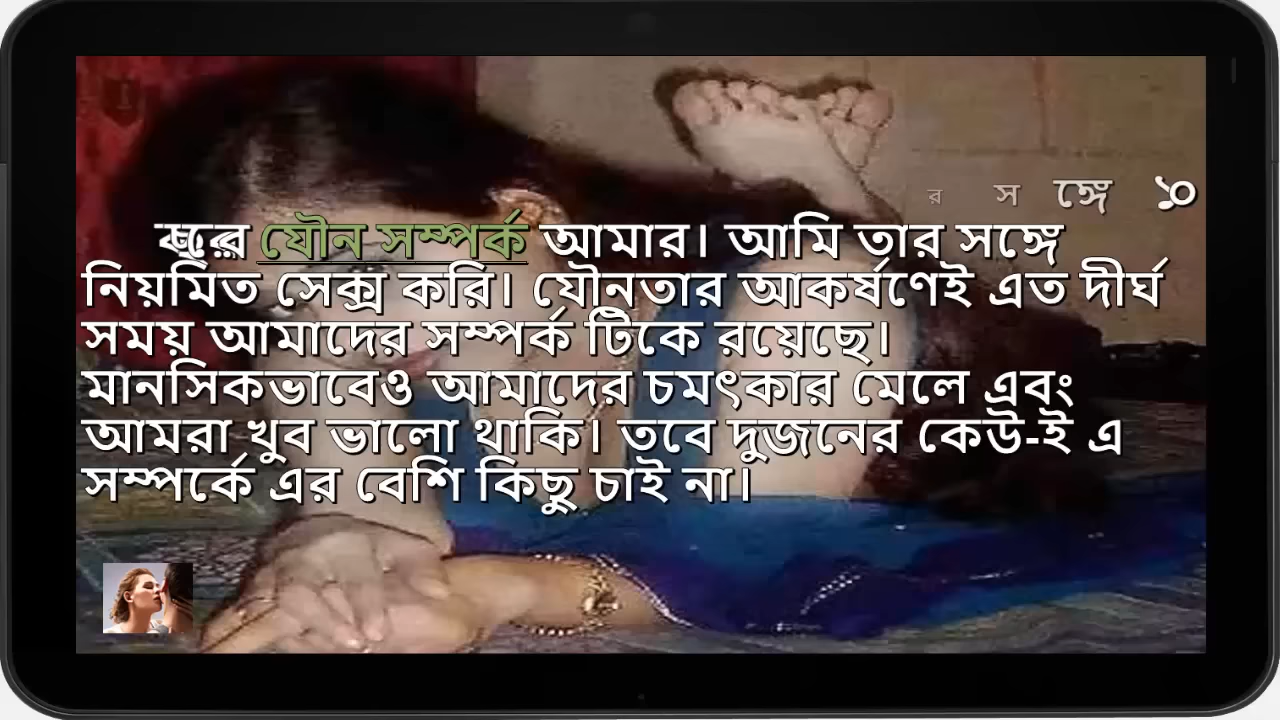 র স ঙ্গে ১০
যৌন সম্পর্ক আমার। আমি তার সঙ্গে
নিয়মিত সেক্স করি। যৌনতার আকর্ষণেই এত দীর্ঘ
সময় আমাদের সম্পর্ক টিকে রয়েছে।
মানসিকভাবেও আমাদের চমৎকার মেলে এবং
আমরা খুব ভালো থাকি। তবে দুজনের কেউ-ই এ
সম্পর্কে এর বেশি কিছু চাই না।